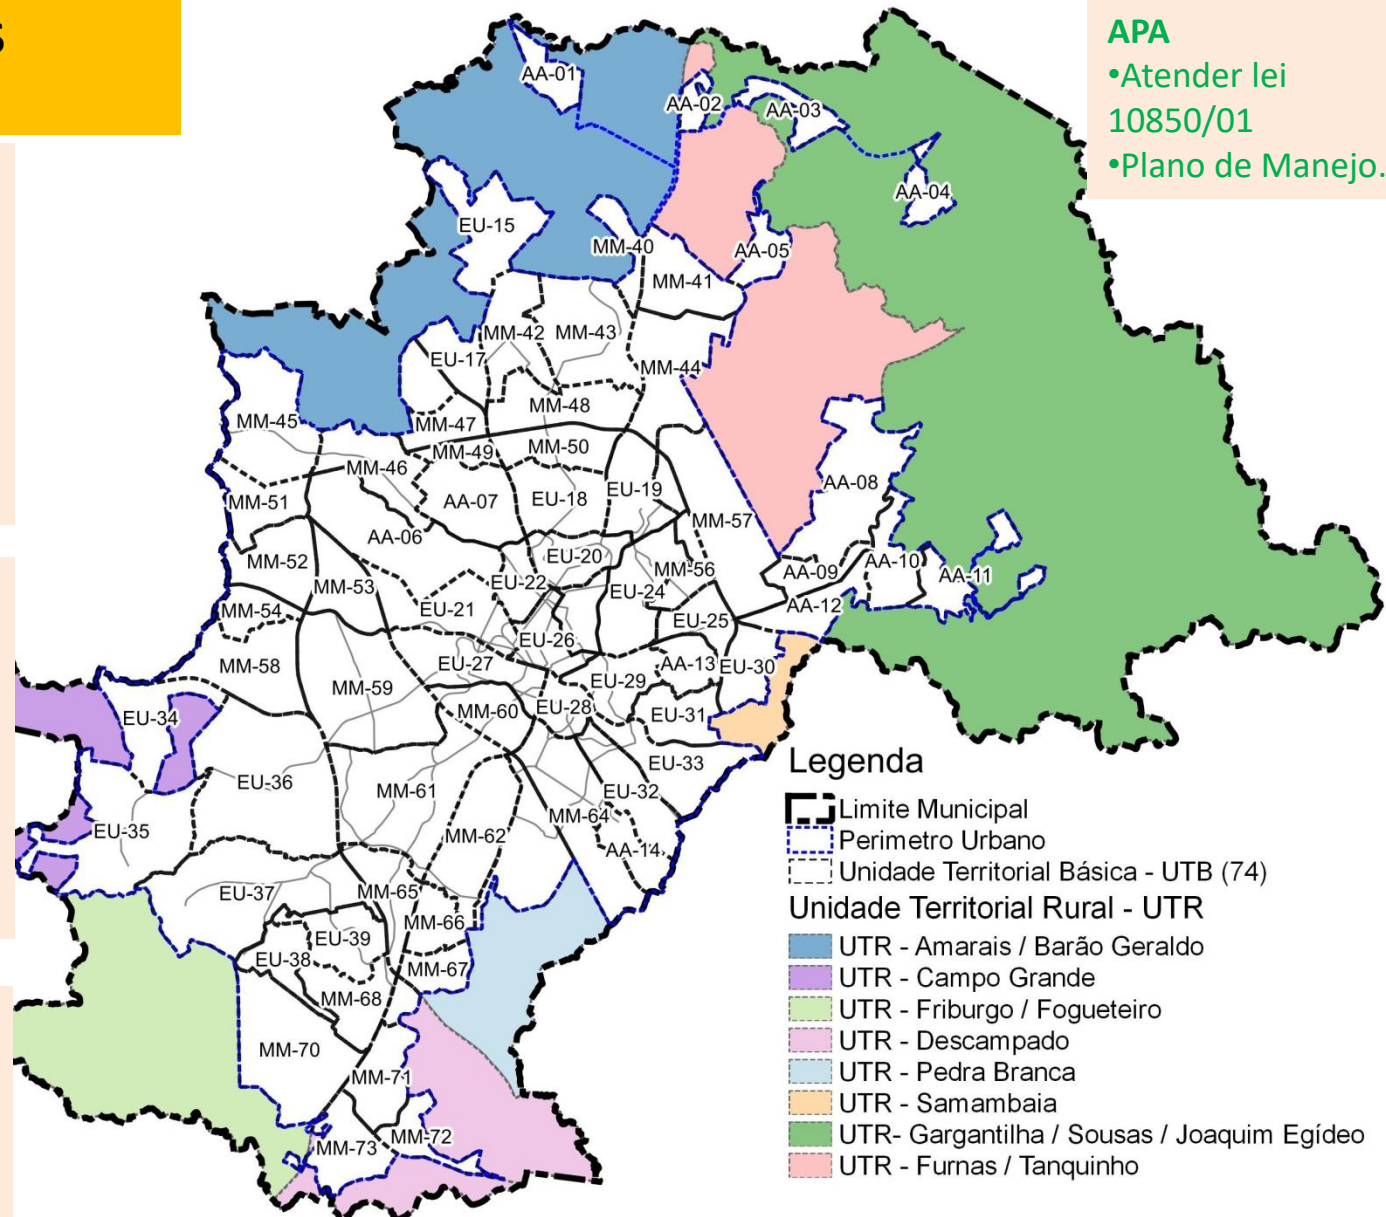 S
APA
•Atender lei
10850/01
•Plano de Manejo.
AA-01
AA-02
AA-03
AA-04
EU-15
MM-40
AA-05
MM-41
MM-42
MM-43
EU-17
MM-44
MM-48
MM-45
MM-47
MM-49
MM-50
MM-46
AA-08
MM-51
AA-07
EU-18
EU-19
MM-57
AA-06
EU-20
MM-52
MM-53
EU-22
MM-56
AA-09
AA-10
AA-11
EU-24
MM-54
EU-21
EU-25
AA-12
EU-26
MM-58
EU-27
AA-13
EU-30
MM-59
EU-29
EU-34
MM-60
EU-28
EU-31
EU-36
EU-33
MM-61
EU-32
EU-35
MM-62
MM-64
AA-14
EU-37
MM-65
MM-66
EU-39
EU-38
MM-67
MM-68
MM-70
MM-71
MM-72
MM-73
Legenda
Limite Municipal
Perimetro Urbano
Unidade Territorial Básica - UTB (74)
Unidade Territorial Rural - UTR
UTR - Amarais / Barão Geraldo
UTR - Campo Grande
UTR - Friburgo / Fogueteiro
UTR - Descampado
UTR - Pedra Branca
UTR - Samambaia
UTR- Gargantilha / Sousas / Joaquim Egídeo
UTR - Furnas / Tanquinho